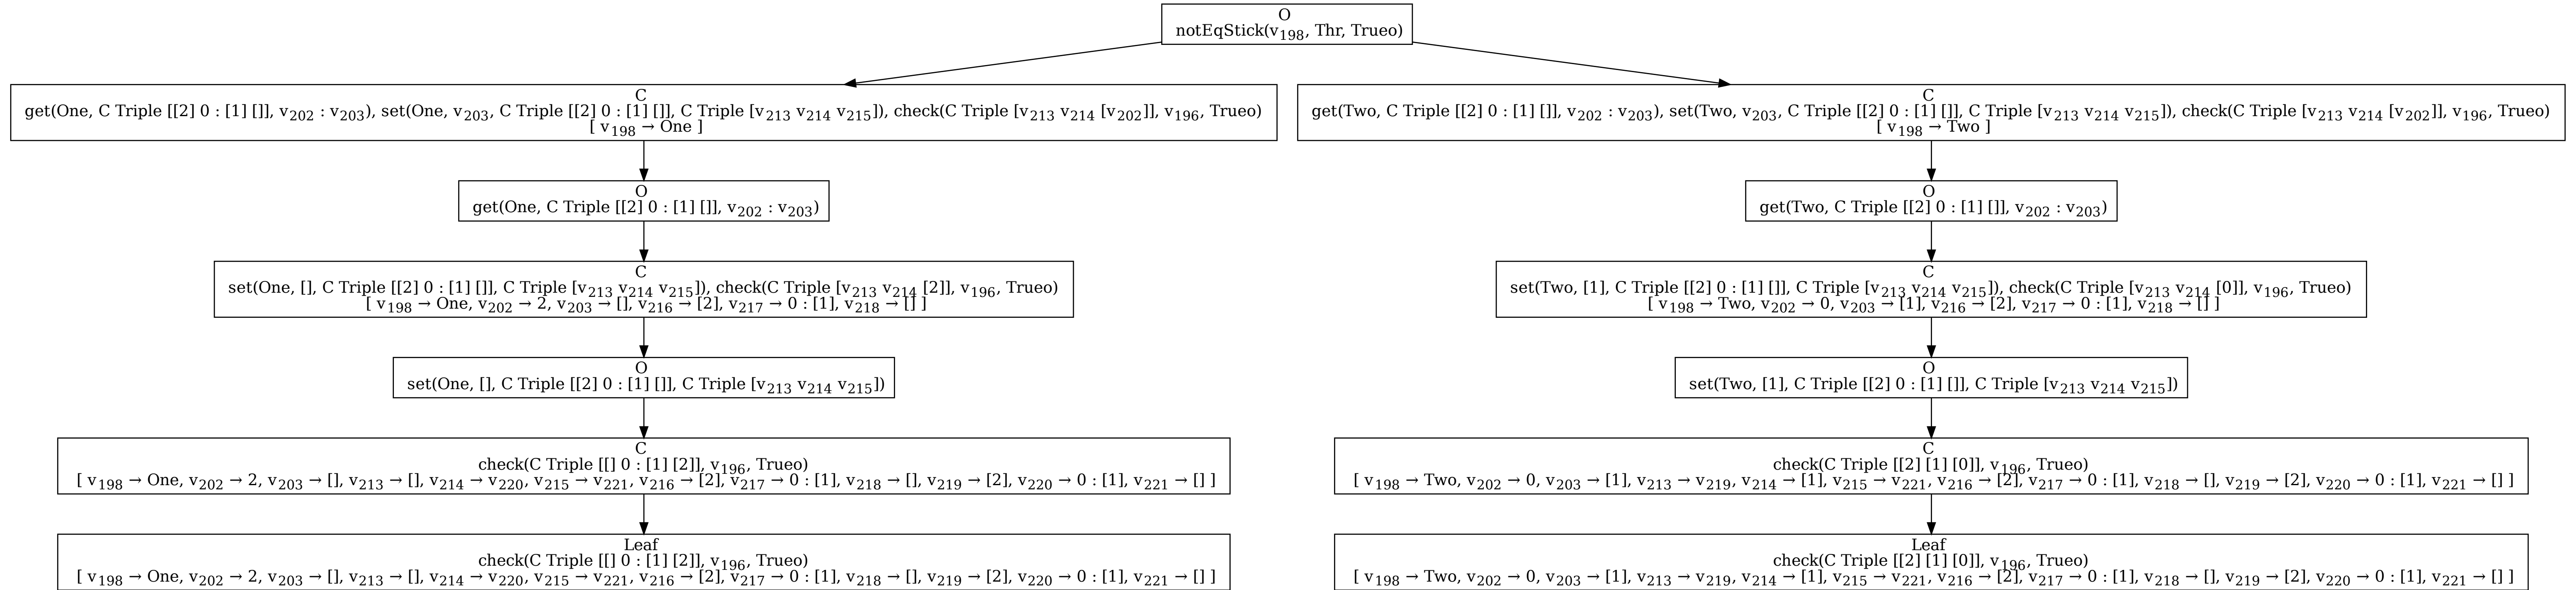 O
notEqStick(v198, Thr, Trueo)
C
get(One, C Triple [[2] 0 : [1] []], v202 : v203), set(One, v203, C Triple [[2] 0 : [1] []], C Triple [v213 v214 v215]), check(C Triple [v213 v214 [v202]], v196, Trueo)
[ v198 → One ]
C
get(Two, C Triple [[2] 0 : [1] []], v202 : v203), set(Two, v203, C Triple [[2] 0 : [1] []], C Triple [v213 v214 v215]), check(C Triple [v213 v214 [v202]], v196, Trueo)
[ v198 → Two ]
O
get(One, C Triple [[2] 0 : [1] []], v202 : v203)
O
get(Two, C Triple [[2] 0 : [1] []], v202 : v203)
C
set(One, [], C Triple [[2] 0 : [1] []], C Triple [v213 v214 v215]), check(C Triple [v213 v214 [2]], v196, Trueo)
[ v198 → One, v202 → 2, v203 → [], v216 → [2], v217 → 0 : [1], v218 → [] ]
C
set(Two, [1], C Triple [[2] 0 : [1] []], C Triple [v213 v214 v215]), check(C Triple [v213 v214 [0]], v196, Trueo)
[ v198 → Two, v202 → 0, v203 → [1], v216 → [2], v217 → 0 : [1], v218 → [] ]
O
set(One, [], C Triple [[2] 0 : [1] []], C Triple [v213 v214 v215])
O
set(Two, [1], C Triple [[2] 0 : [1] []], C Triple [v213 v214 v215])
C
check(C Triple [[] 0 : [1] [2]], v196, Trueo)
[ v198 → One, v202 → 2, v203 → [], v213 → [], v214 → v220, v215 → v221, v216 → [2], v217 → 0 : [1], v218 → [], v219 → [2], v220 → 0 : [1], v221 → [] ]
C
check(C Triple [[2] [1] [0]], v196, Trueo)
[ v198 → Two, v202 → 0, v203 → [1], v213 → v219, v214 → [1], v215 → v221, v216 → [2], v217 → 0 : [1], v218 → [], v219 → [2], v220 → 0 : [1], v221 → [] ]
Leaf
check(C Triple [[] 0 : [1] [2]], v196, Trueo)
[ v198 → One, v202 → 2, v203 → [], v213 → [], v214 → v220, v215 → v221, v216 → [2], v217 → 0 : [1], v218 → [], v219 → [2], v220 → 0 : [1], v221 → [] ]
Leaf
check(C Triple [[2] [1] [0]], v196, Trueo)
[ v198 → Two, v202 → 0, v203 → [1], v213 → v219, v214 → [1], v215 → v221, v216 → [2], v217 → 0 : [1], v218 → [], v219 → [2], v220 → 0 : [1], v221 → [] ]